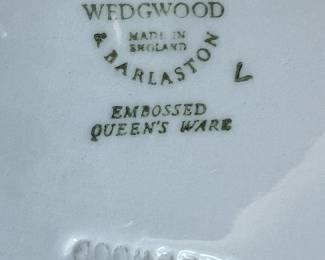 WEDGWOOD
MADE IN
ENGLAND
& BARLASTON
V
EMBOSSED
QUEEN'S WARE